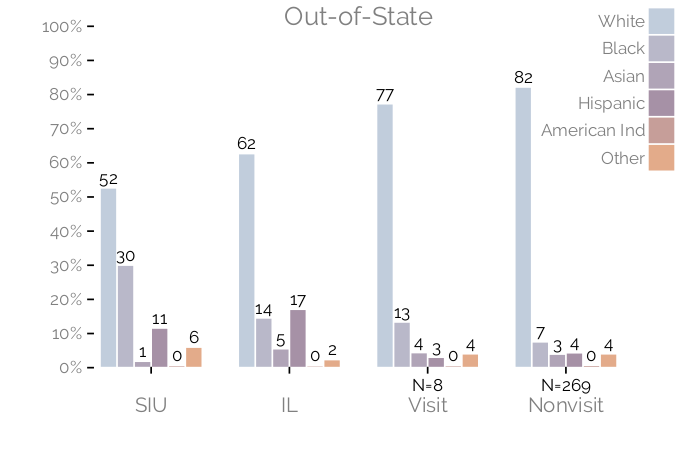 Out-of-State
White
Black
Asian
Hispanic
American Ind
Other
100%
90%
80%
70%
60%
50%
40%
30%
20%
10%
0%
52
30
1
11
0
6
62
14
5
17
0
2
77
13
4
3
0
4
82
7
3
4
0
4
N=8
N=269
SIU
IL
Visit
Nonvisit